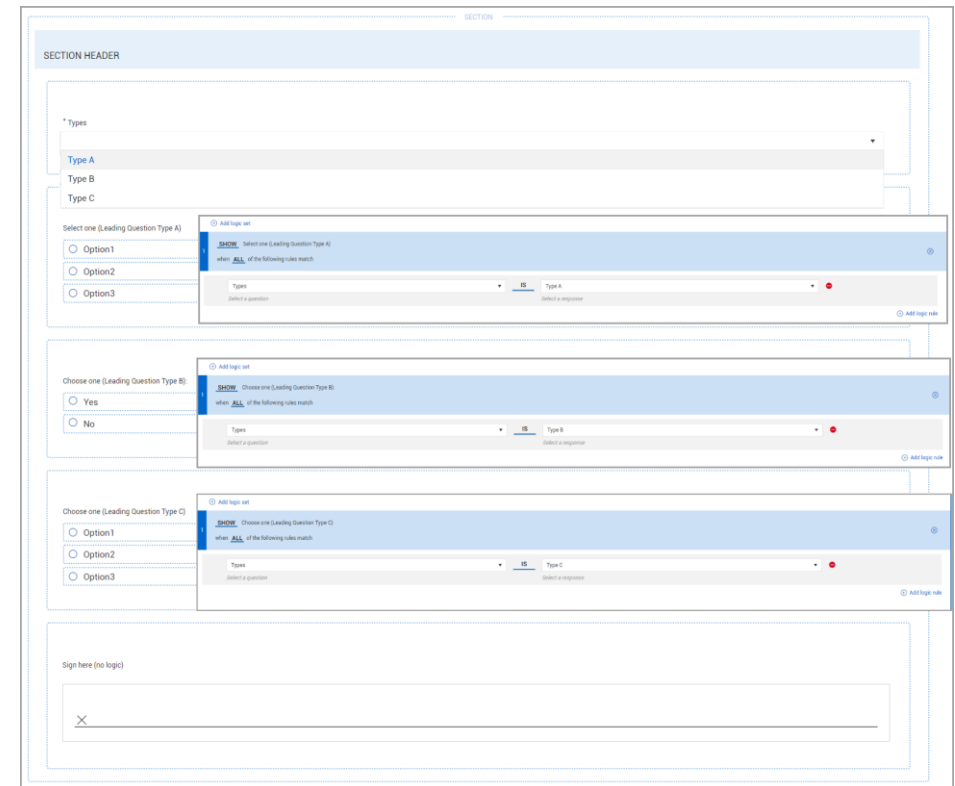 SECTION
SECTION HEADER
* Types
Type A
Type B
Type C
Select one (Leading Question Type A)
Option1
Option2
Option3
Add logic set
1
SHOW Select one (Leading Question Type A)
when ALL of the following rules match
Types IS Type A
Select a question Select a response
Add logic rule
Choose one (Leading Question Type B):
Yes
No
Add logic set
1
SHOW Choose one (Leading Question Type B):
when ALL of the following rules match
Types IS Type B
Select a question Select a response
Add logic rule
Choose one (Leading Question Type C)
Option1
Option2
Option3
Add logic set
1
SHOW Choose one (Leading Question Type C)
when ALL of the following rules match
Types IS Type C
Select a question Select a response
Add logic rule
Sign here (no logic)